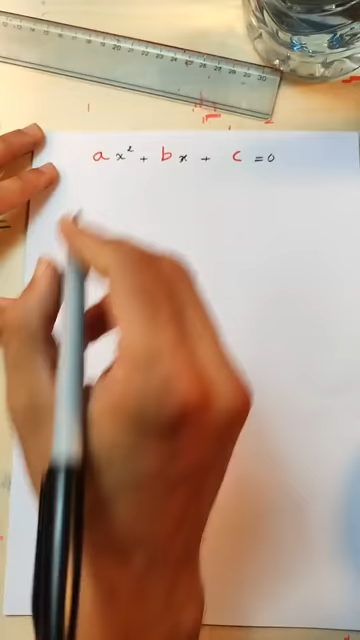 ax² + bx + c = 0